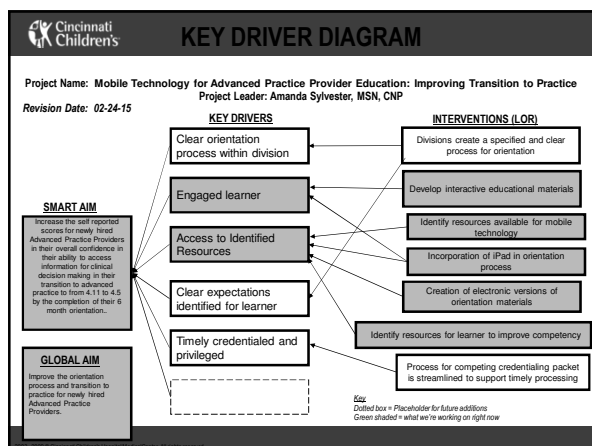 Cincinnati
Children's
KEY DRIVER DIAGRAM
Project Name: Mobile Technology for Advanced Practice Provider Education: Improving Transition to Practice
Project Leader: Amanda Sylvester, MSN, CNP
Revision Date: 02-24-15
SMART AIM
Increase the self reported
scores for newly hired
Advanced Practice Providers
in their overall confidence in
their ability to access
information for clinical
decision making in their
transition to advanced
practice to from 4.11 to 4.5
by the completion of their 6
month orientation..
GLOBAL AIM
Improve the orientation
process and transition to
practice for newly hired
Advanced Practice
Providers.
KEY DRIVERS
Clear orientation
process within division
Engaged learner
Access to Identified
Resources
Clear expectations
identified for learner
Timely credentialed and
privileged
INTERVENTIONS (LOR)
Divisions create a specified and clear
process for orientation
Develop interactive educational materials
Identify resources available for mobile
technology
Incorporation of iPad in orientation
process
Creation of electronic versions of
orientation materials
Identify resources for learner to improve competency
Process for competing credentialing packet
is streamlined to support timely processing
Key
Dotted box = Placeholder for future additions
Green shaded = what we're working on right now